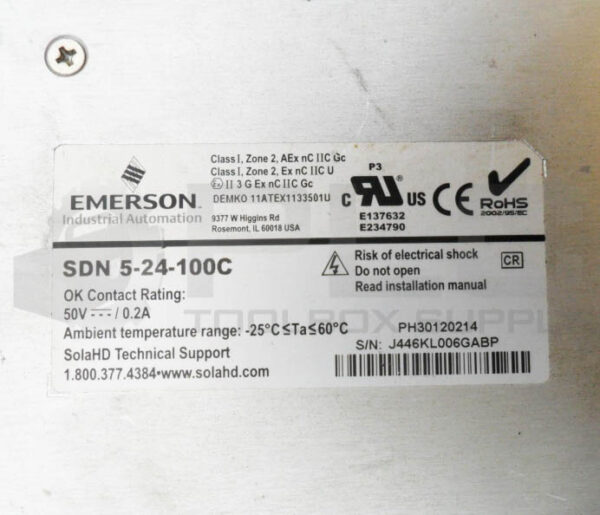 Class I, Zone 2, AEx nC IIC Gc
Class I, Zone 2, Ex nC IIC U
Ex II 3 G Ex nC IIC Gc
DEMKO 11ATEX1133501U
9377 W Higgins Rd
Rosemont, IL 60018 USA
EMERSON
Industrial Automation
P3
C RU US
E137632
E234790
CE
RoHS
2002/95/EC
SDN 5-24-100C
OK Contact Rating:
50V ⎓ / 0.2A
Ambient temperature range: -25°C≤Ta≤60°C
SolaHD Technical Support
1.800.377.4384•www.solahd.com
Risk of electrical shock
Do not open
Read installation manual
CR
PH30120214
S/N: J446KL006GABP
TOOLBOX SUPPL